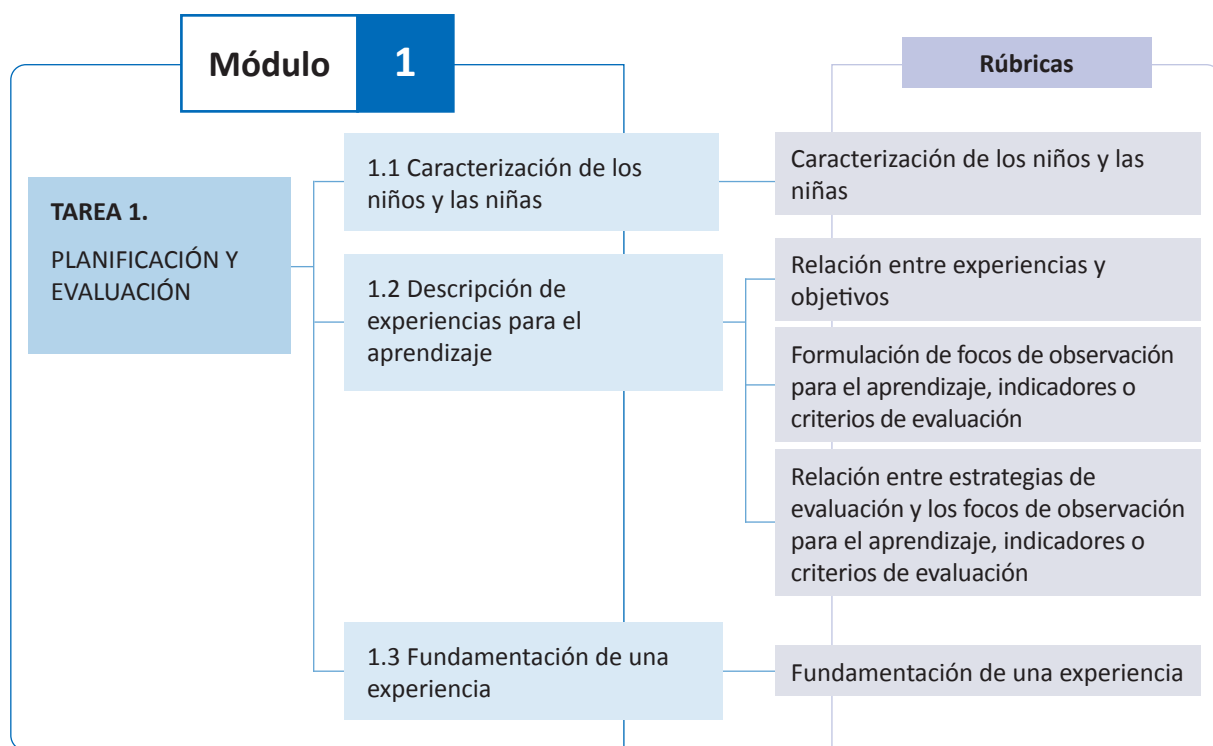 Módulo 1
Rúbricas
TAREA 1.
PLANIFICACIÓN Y
EVALUACIÓN
1.1 Caracterización de los
niños y las niñas
Caracterización de los niños y las
niñas
1.2 Descripción de
experiencias para el
aprendizaje
Relación entre experiencias y
objetivos
Formulación de focos de observación
para el aprendizaje, indicadores o
criterios de evaluación
Relación entre estrategias de
evaluación y los focos de observación
para el aprendizaje, indicadores o
criterios de evaluación
1.3 Fundamentación de una
experiencia
Fundamentación de una experiencia